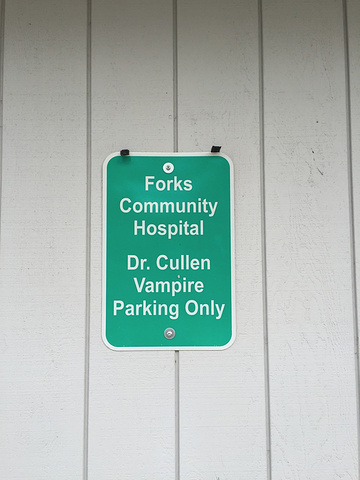 Forks
Community
Hospital
Dr. Cullen
Vampire
Parking Only